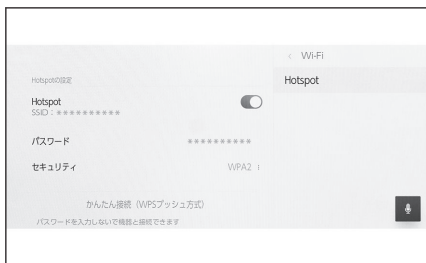 Wi-Fi
Hotspot
Hotspotの設定
Hotspot
SSID：**********
パスワード
**********
セキュリティ
WPA2
かんたん接続（WPSプッシュ方式）
パスワードを入力しないで機器と接続できます